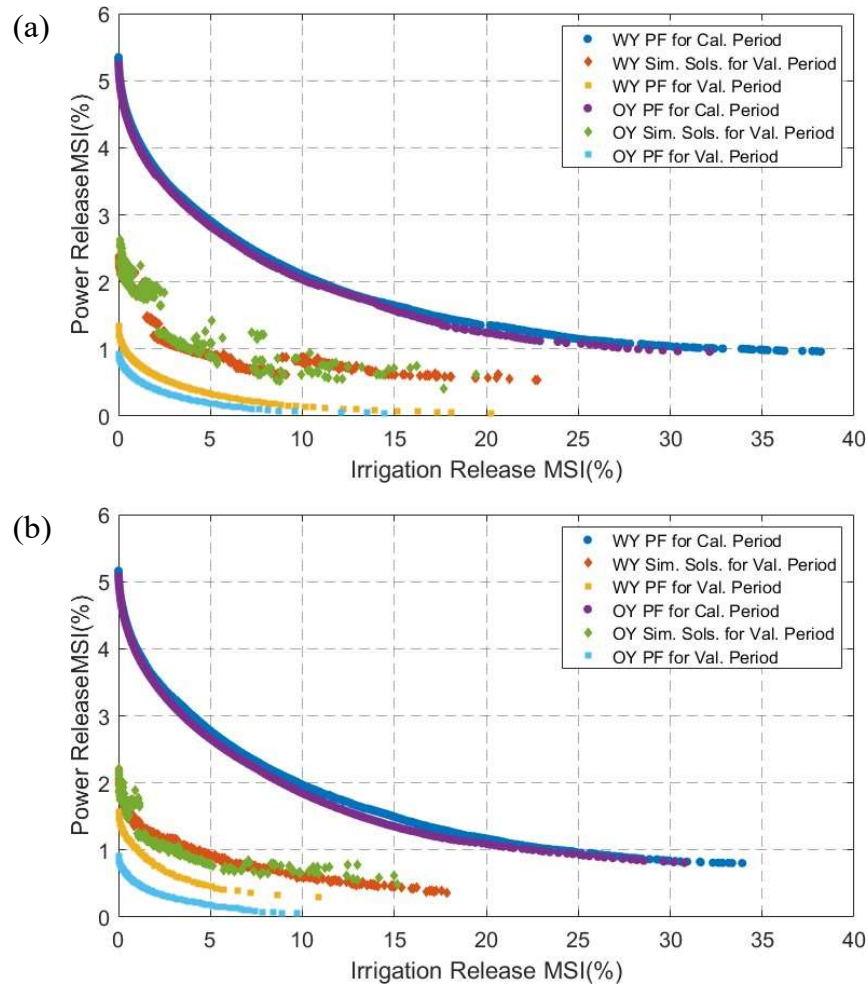 (a)
6
5
4
3
2
1
0
Power ReleaseMSI(%)
WY PF for Cal. Period
WY Sim. Sols. for Val. Period
WY PF for Val. Period
OY PF for Cal. Period
OY Sim. Sols. for Val. Period
OY PF for Val. Period
0 5 10 15 20 25 30 35 40
Irrigation Release MSI(%)
(b)
6
5
4
3
2
1
0
Power ReleaseMSI(%)
WY PF for Cal. Period
WY Sim. Sols. for Val. Period
WY PF for Val. Period
OY PF for Cal. Period
OY Sim. Sols. for Val. Period
OY PF for Val. Period
0 5 10 15 20 25 30 35 40
Irrigation Release MSI(%)